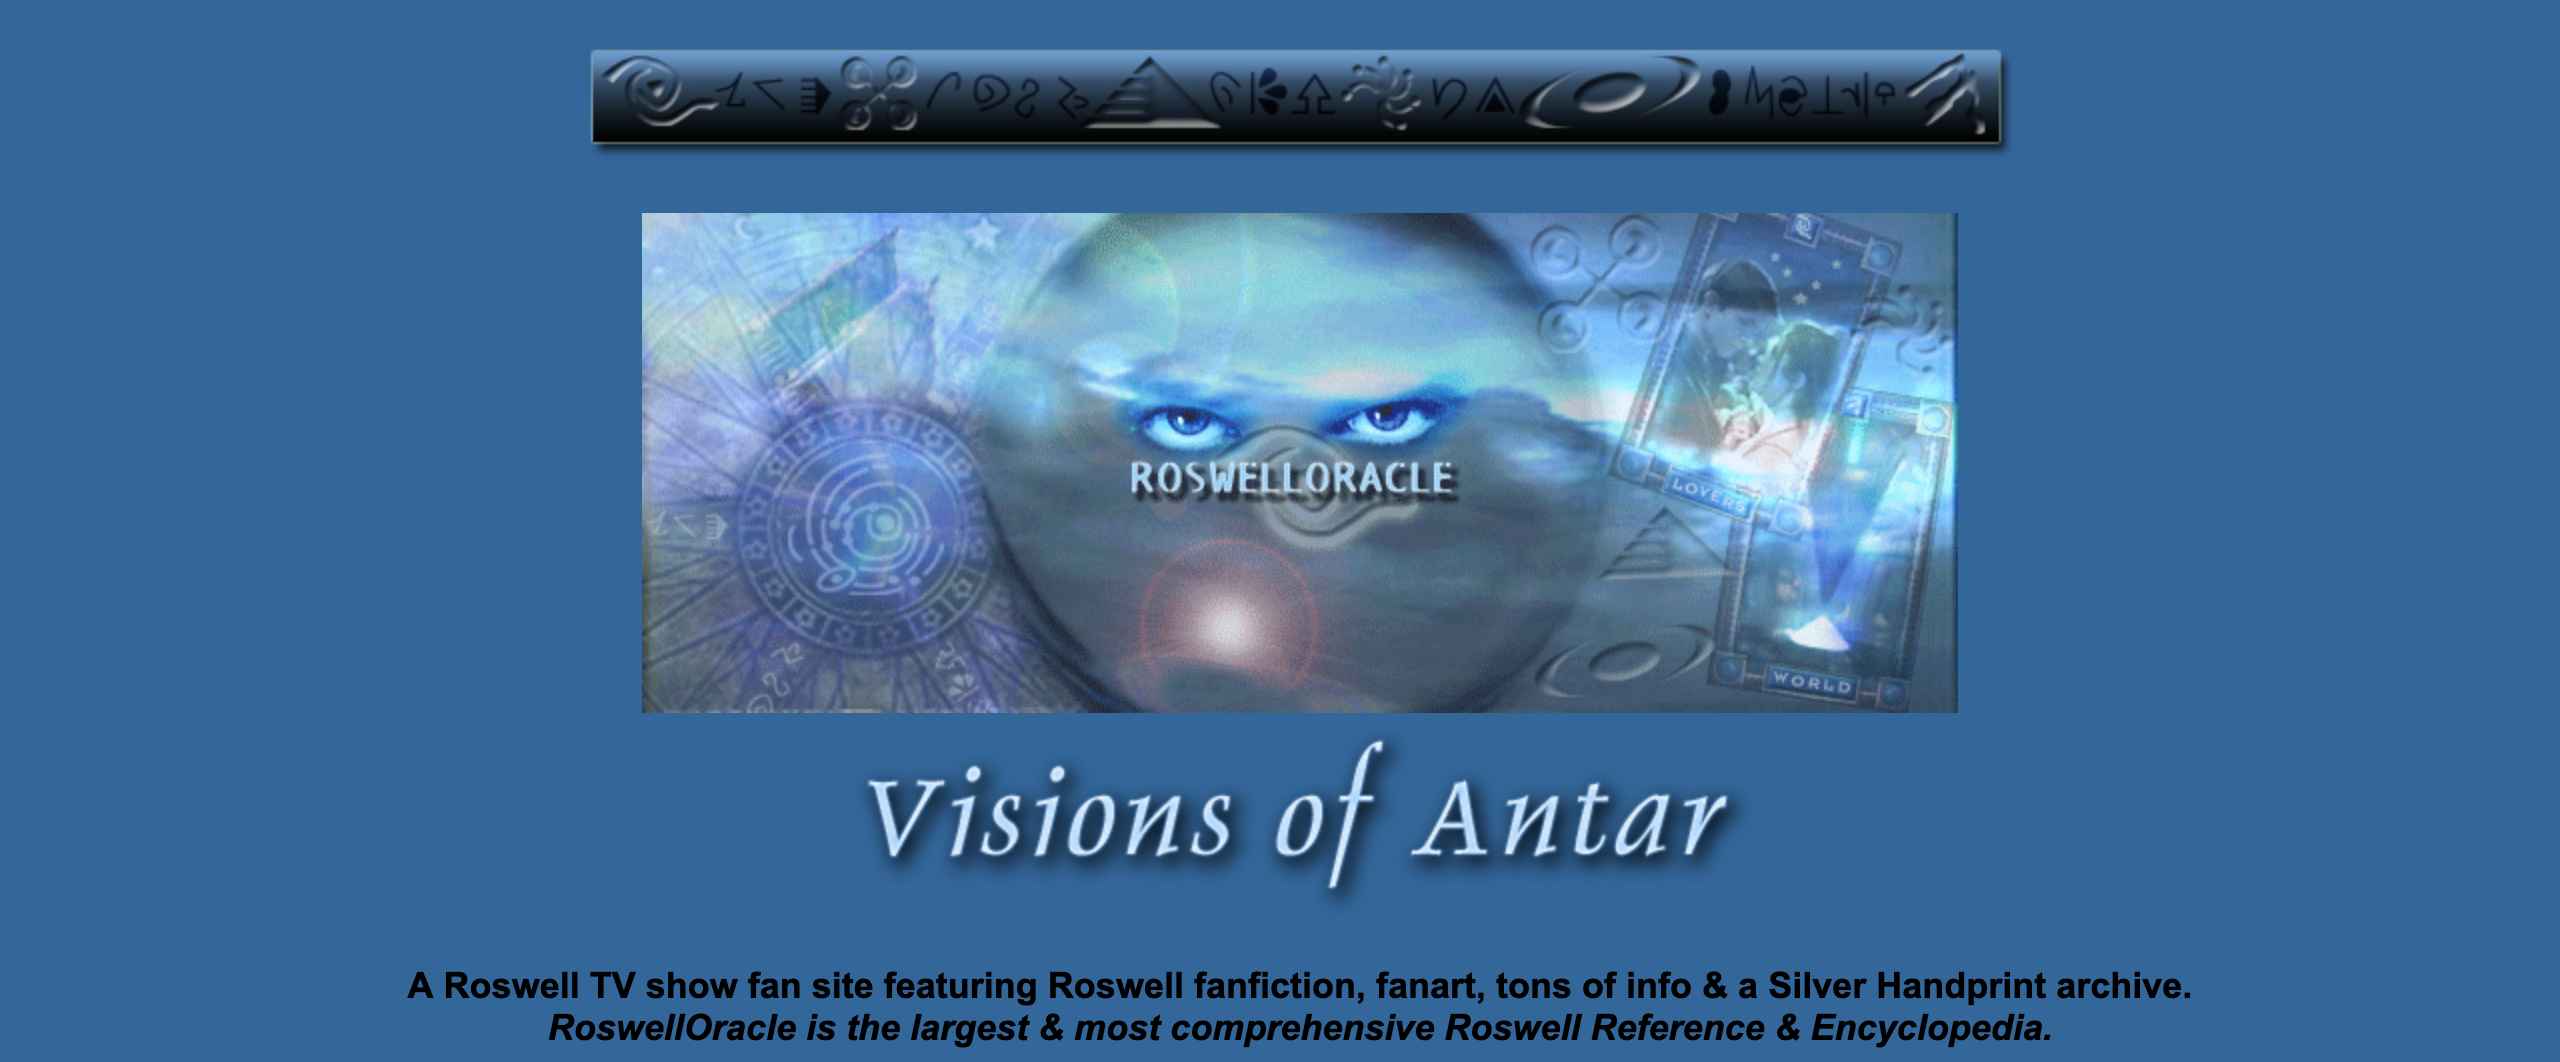 ROSWELLORACLE
LOVERS
WORLD
Visions of Antar
A Roswell TV show fan site featuring Roswell fanfiction, fanart, tons of info & a Silver Handprint archive.
RoswellOracle is the largest & most comprehensive Roswell Reference & Encyclopedia.